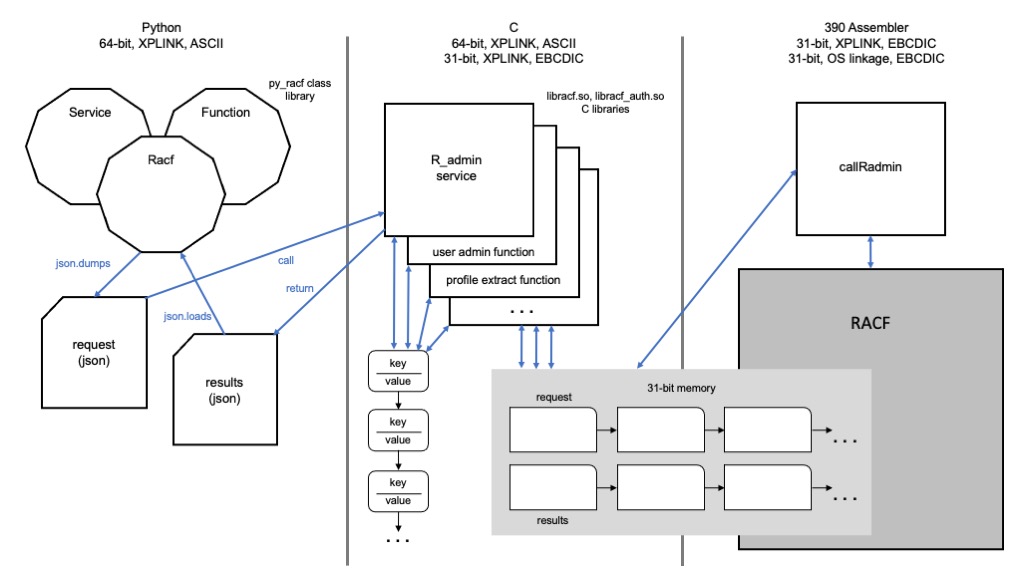 Python
64-bit, XPLINK, ASCII
C
64-bit, XPLINK, ASCII
31-bit, XPLINK, EBCDIC
390 Assembler
31-bit, XPLINK, EBCDIC
31-bit, OS linkage, EBCDIC
py_racf class
library
Service
Function
Racf
json.dumps
json.loads
call
return
request
(json)
results
(json)
libracf.so, libracf_auth.so
C libraries
R_admin
service
user admin function
profile extract function
...
key
value
key
value
key
value
...
31-bit memory
request
...
...
results
callRadmin
RACF